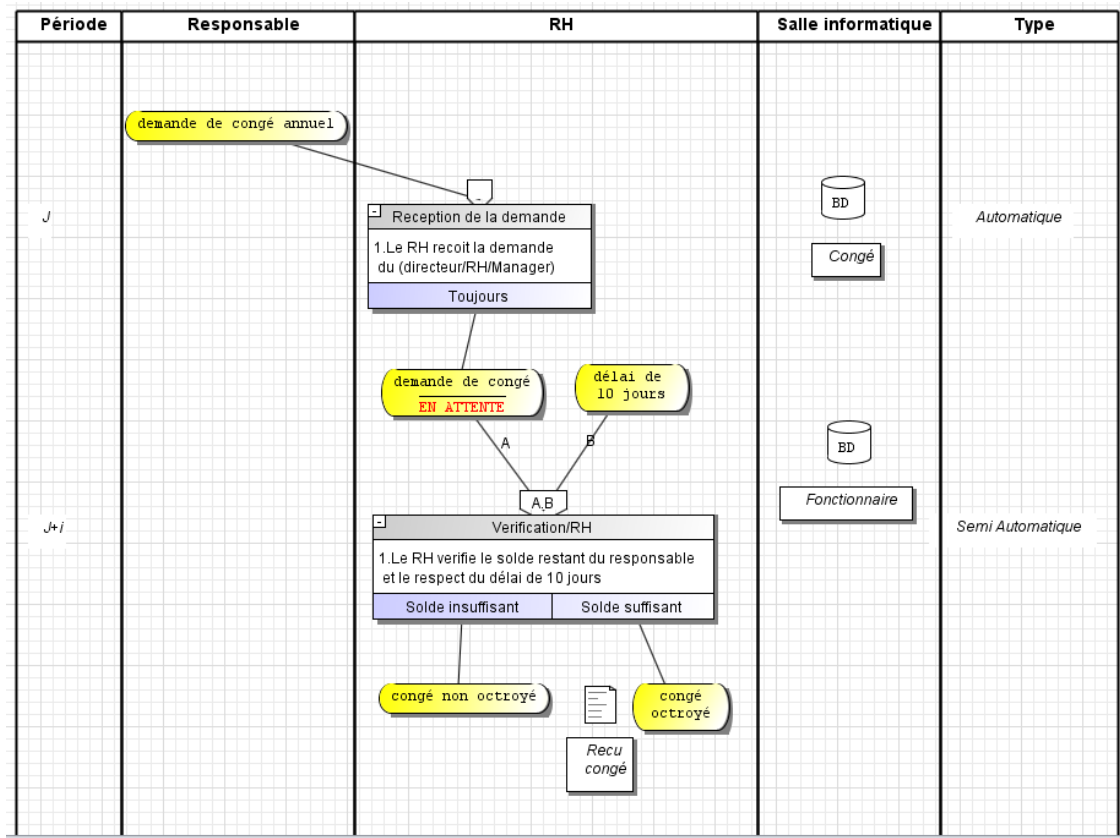 Période
Responsable
RH
Salle informatique
Type
demande de congé annuel
-
J
-
Reception de la demande
1.Le RH recoit la demande
du (directeur/RH/Manager)
Toujours
BD
Congé
Automatique
demande de congé
EN ATTENTE
délai de
10 jours
A
B
A,B
BD
Fonctionnaire
J+i
-
Verification/RH
1.Le RH verifie le solde restant du responsable
et le respect du délai de 10 jours
Solde insuffisant
Solde suffisant
Semi Automatique
congé non octroyé
congé
octroyé
Recu
congé